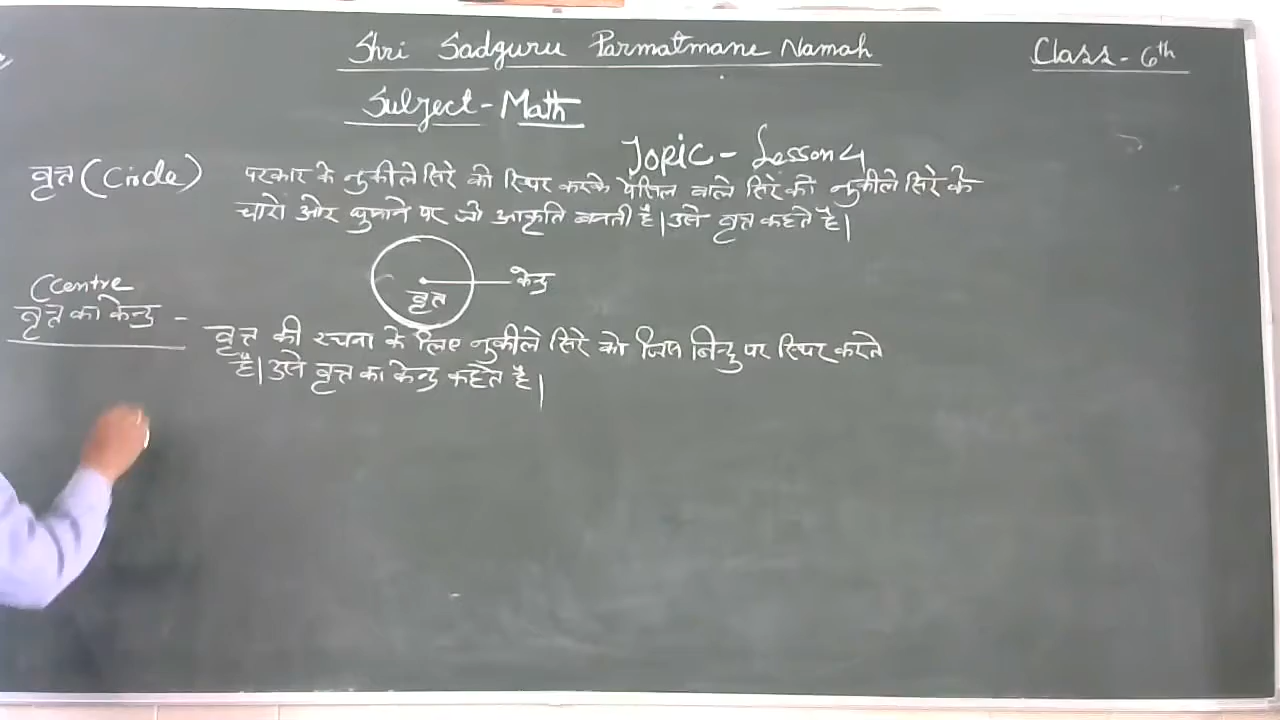 Shri Sadguru Parmatmane Namah
Class - 6th
Subject - Math
Topic - Lesson 4
वृत्त (Circle) परकार के नुकीले सिरे को स्थिर करके पेंसिल वाले सिरे को नुकीले सिरे के
चारो ओर घुमाने पर जो आकृति बनती है। उसे वृत्त कहते है।
केन्द्र
वृत्त
(Centre
वृत्त का केन्द्र - वृत्त की रचना के लिए नुकीले सिरे को जिस बिन्दु पर स्थिर करते
है। उसे वृत्त का केन्द्र कहते है।